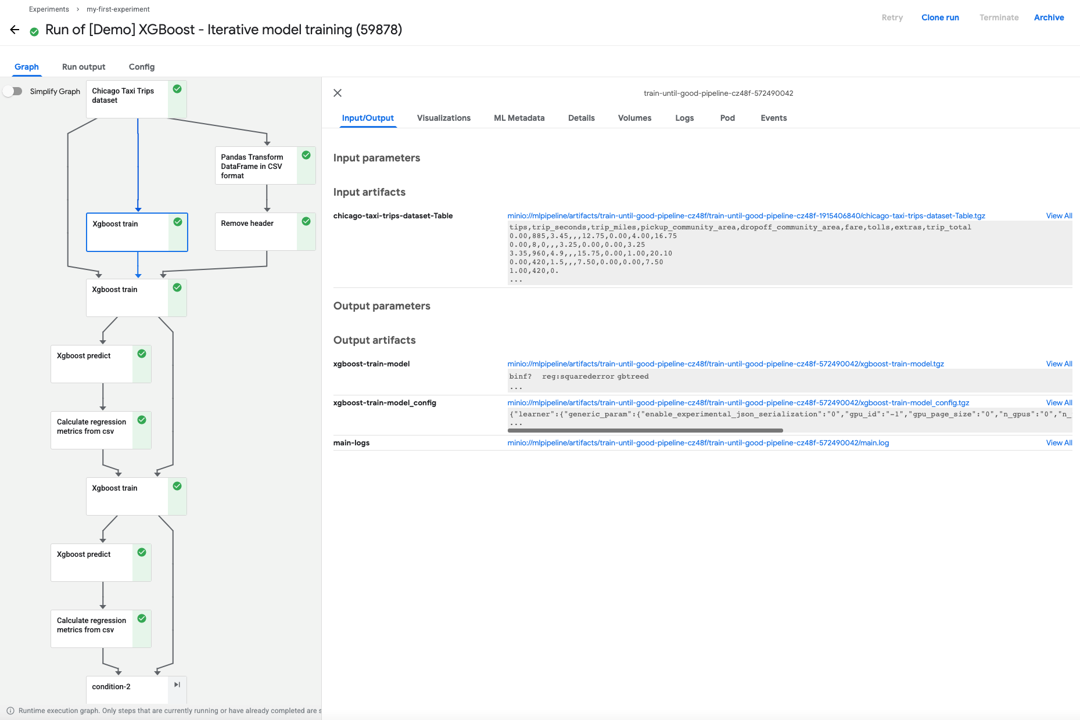 Experiments › my-first-experiment
Run of [Demo] XGBoost - Iterative model training (59878)
Retry
Clone run
Terminate
Archive
Graph
Run output
Config
Simplify Graph
Chicago Taxi Trips
dataset
Pandas Transform
DataFrame in CSV
format
Xgboost train
Remove header
Xgboost train
Xgboost predict
Calculate regression
metrics from csv
Xgboost train
Xgboost predict
Calculate regression
metrics from csv
condition-2
Runtime execution graph. Only steps that are currently running or have already completed are s
train-until-good-pipeline-cz48f-572490042
Input/Output
Visualizations
ML Metadata
Details
Volumes
Logs
Pod
Events
Input parameters
Input artifacts
chicago-taxi-trips-dataset-Table
minio://mlpipeline/artifacts/train-until-good-pipeline-cz48f/train-until-good-pipeline-cz48f-1915406840/chicago-taxi-trips-dataset-Table.tgz
View All
tips,trip_seconds,trip_miles,pickup_community_area,dropoff_community_area,fare,tolls,extras,trip_total
0.00,885,3.45,,,12.75,0.00,4.00,16.75
0.00,8,0,,,3.25,0.00,0.00,3.25
3.35,960,4.9,,,15.75,0.00,1.00,20.10
0.00,420,1.5,,,7.50,0.00,0.00,7.50
1.00,420,0.
...
Output parameters
Output artifacts
xgboost-train-model
minio://mlpipeline/artifacts/train-until-good-pipeline-cz48f/train-until-good-pipeline-cz48f-572490042/xgboost-train-model.tgz
View All
binf? reg:squarederror gbtreed
...
xgboost-train-model_config
minio://mlpipeline/artifacts/train-until-good-pipeline-cz48f/train-until-good-pipeline-cz48f-572490042/xgboost-train-model_config.tgz
View All
{"learner":{"generic_param":{"enable_experimental_json_serialization":"0","gpu_id":"-1","gpu_page_size":"0","n_gpus":"0","n_
...
main-logs
minio://mlpipeline/artifacts/train-until-good-pipeline-cz48f/train-until-good-pipeline-cz48f-572490042/main.log
View All